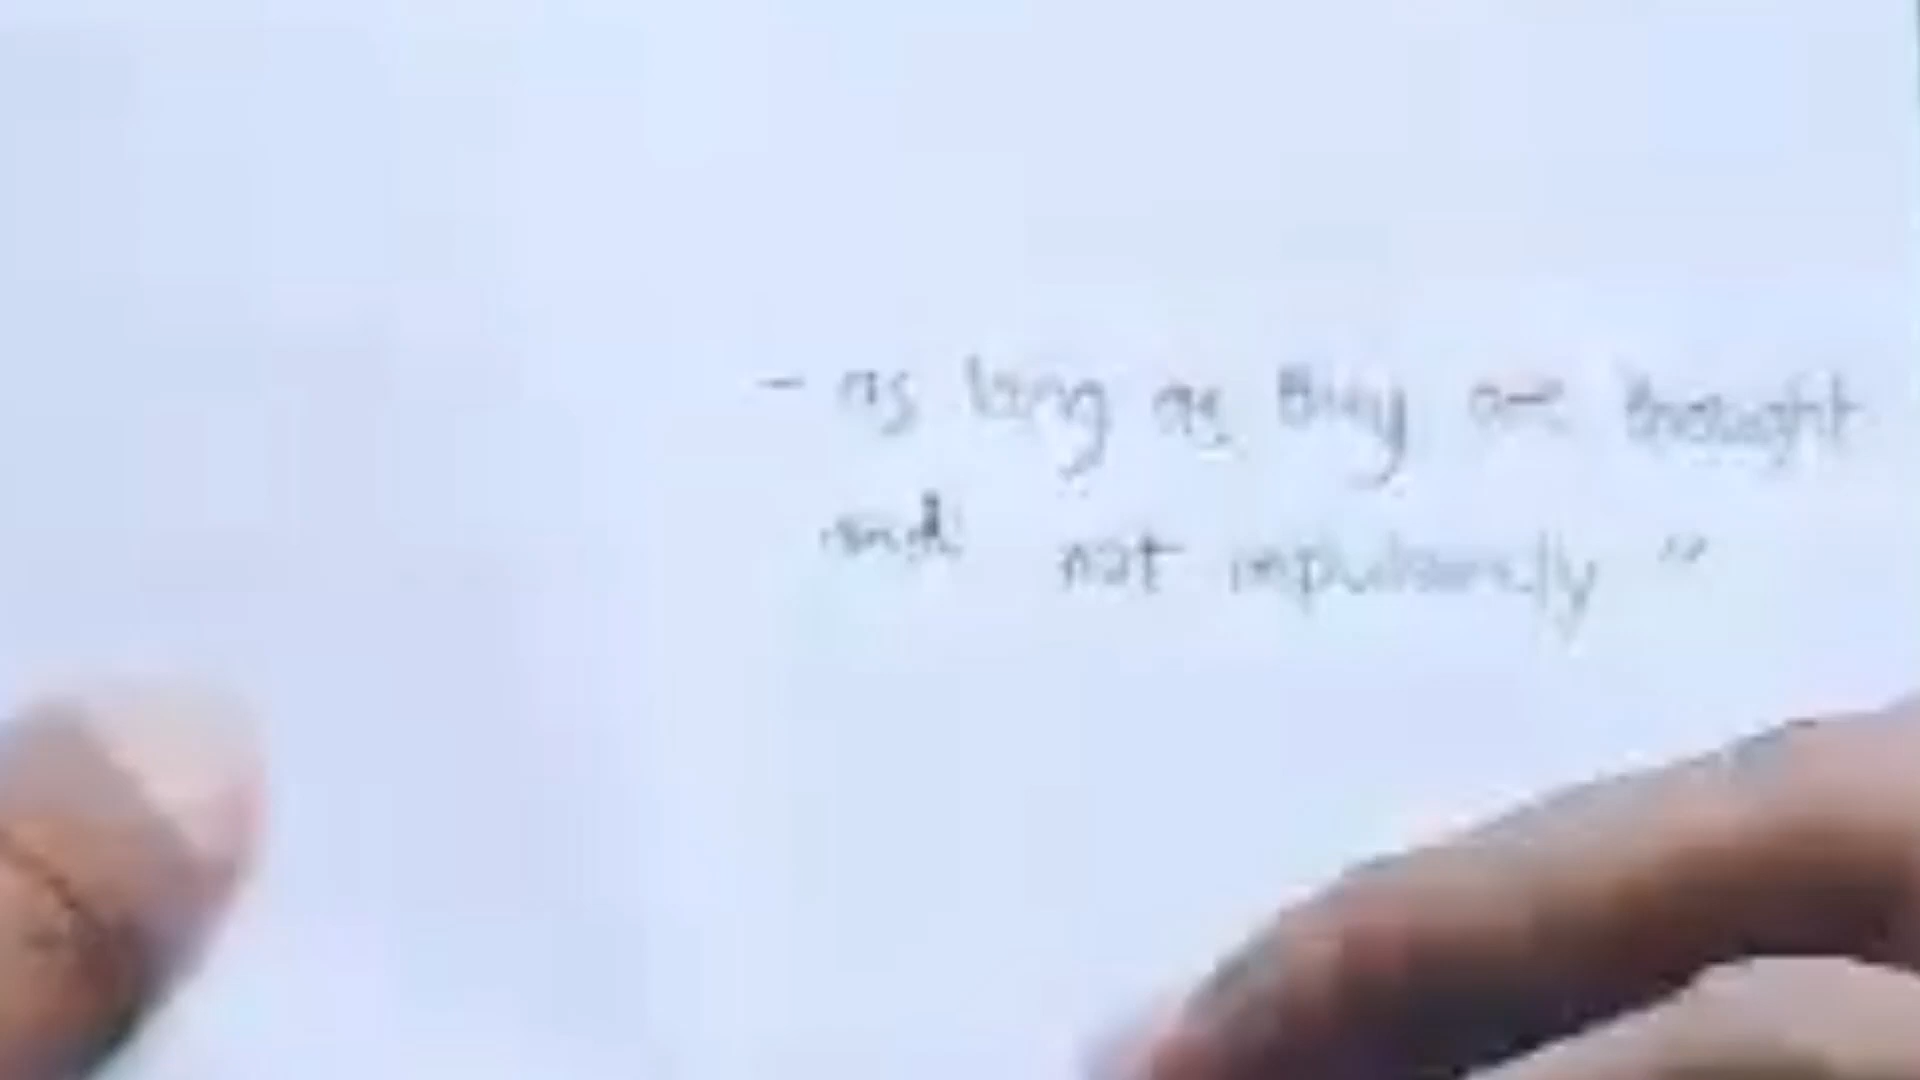 - as long as they are thought
and not impulsively "